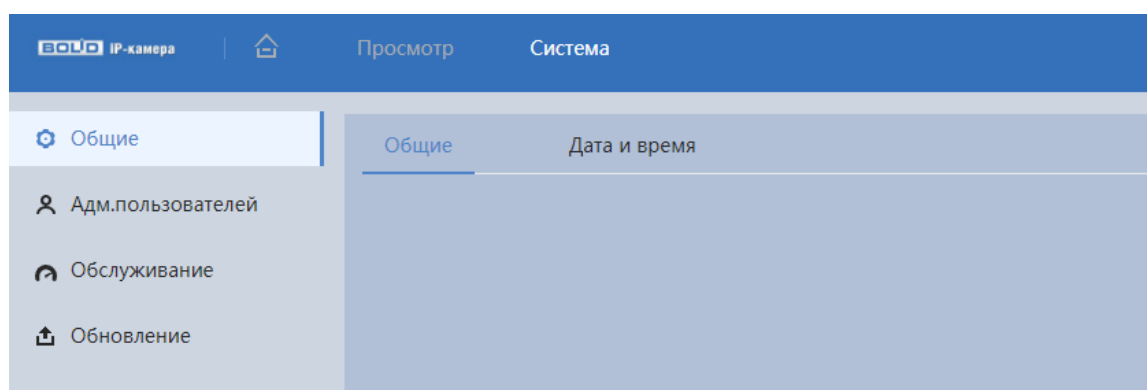 BOLID IP-камера Просмотр Система
Общие
Адм.пользователей
Обслуживание
Обновление
Общие Дата и время